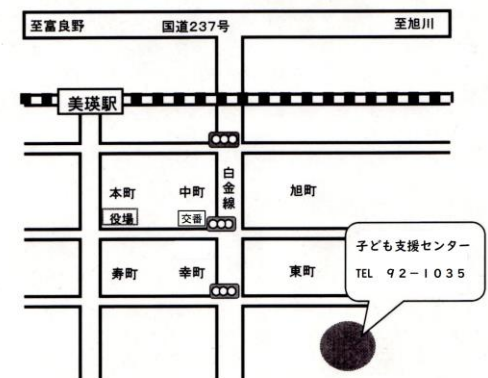 至富良野 国道237号 至旭川
美瑛駅
白金線
本町 中町 旭町
役場 交番
子ども支援センター
TEL 92-1035
寿町 幸町 東町